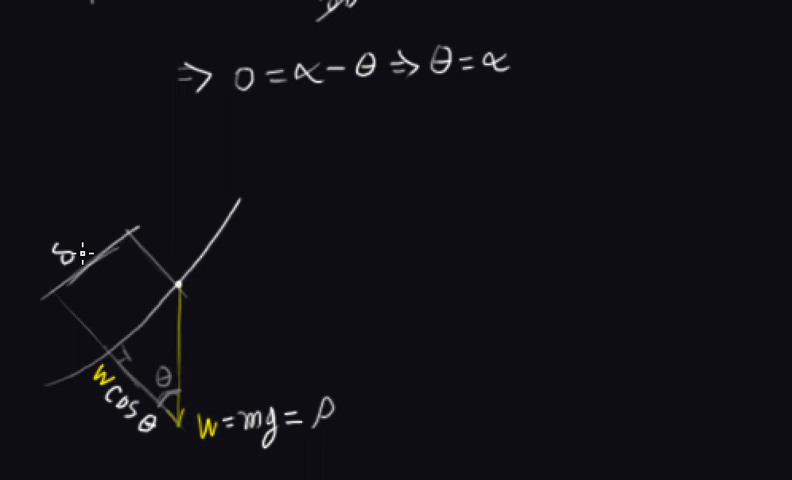 ⇒ 0 = α - θ ⇒ θ = α
δ
θ
W cos θ
W = mg = ρ